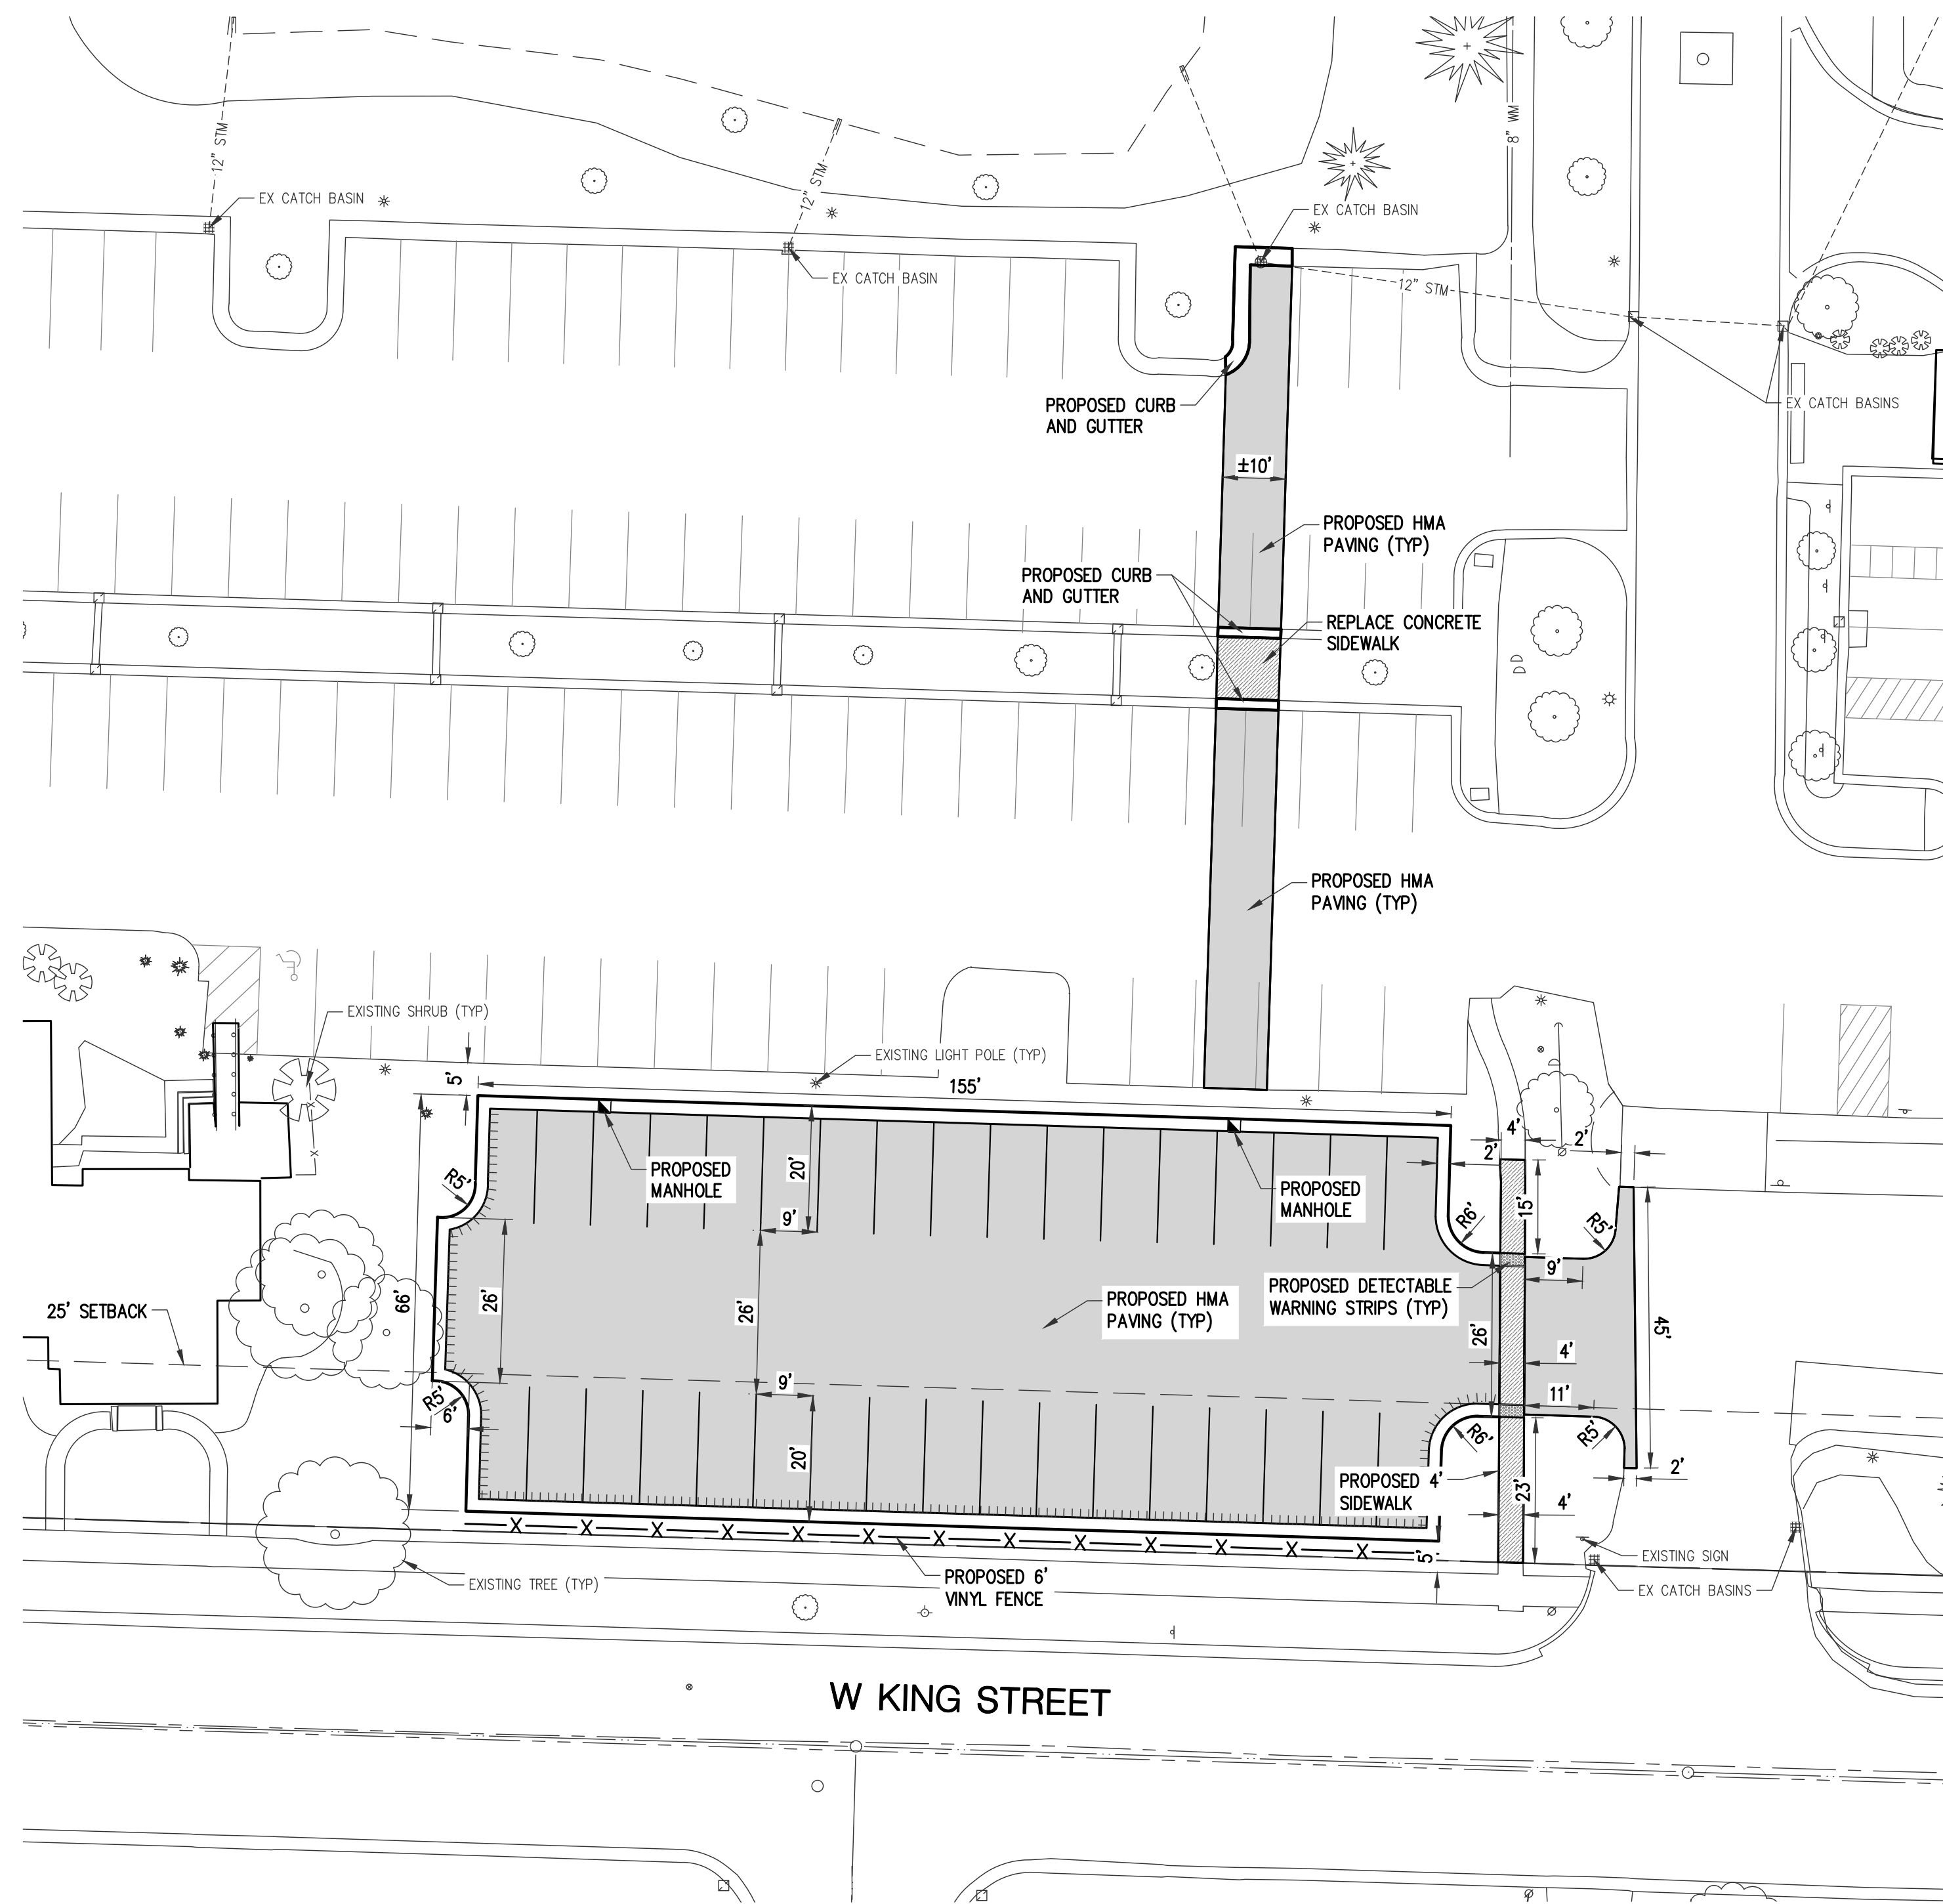 12" STM
EX CATCH BASIN
12" STM
EX CATCH BASIN
8" WM
EX CATCH BASIN
12" STM
EX CATCH BASINS
PROPOSED CURB
AND GUTTER
±10'
PROPOSED HMA
PAVING (TYP)
PROPOSED CURB
AND GUTTER
REPLACE CONCRETE
SIDEWALK
PROPOSED HMA
PAVING (TYP)
EXISTING SHRUB (TYP)
X
X
5'
EXISTING LIGHT POLE (TYP)
155'
4'
2'
2'
PROPOSED
MANHOLE
20'
9'
PROPOSED
MANHOLE
R5'
R6'
15'
R5'
9'
66'
26'
26'
PROPOSED HMA
PAVING (TYP)
PROPOSED DETECTABLE
WARNING STRIPS (TYP)
26'
4'
45'
25' SETBACK
R5'
6'
9'
20'
11'
R6'
R5'
PROPOSED 4'
SIDEWALK
23'
4'
2'
X X X X X X X X X X X X X
5'
PROPOSED 6'
VINYL FENCE
EXISTING TREE (TYP)
EXISTING SIGN
EX CATCH BASINS
W KING STREET